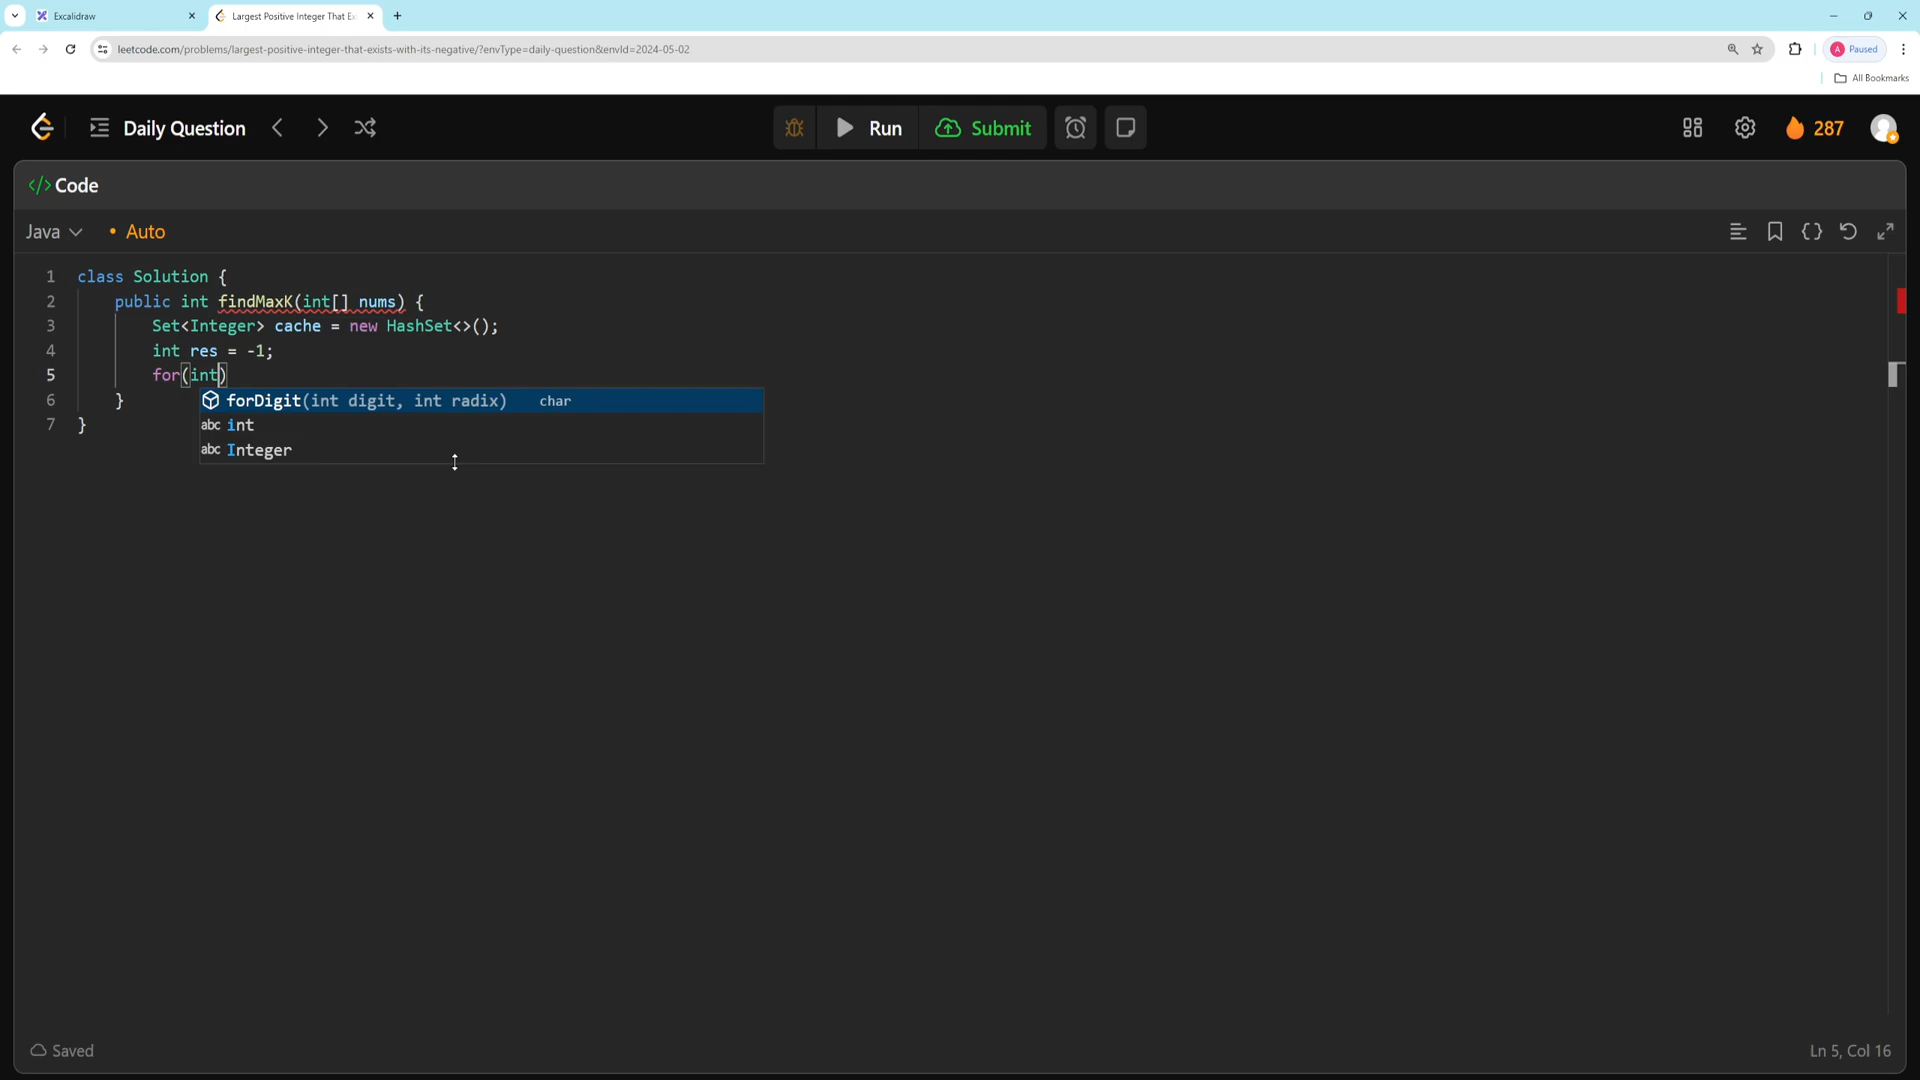 Excalidraw
Largest Positive Integer That Ex
leetcode.com/problems/largest-positive-integer-that-exists-with-its-negative/?envType=daily-question&envId=2024-05-02
A Paused
All Bookmarks
Daily Question
Run
Submit
287
</> Code
Java
• Auto
1 class Solution {
2 public int findMaxK(int[] nums) {
3 Set<Integer> cache = new HashSet<>();
4 int res = -1;
5 for(int)
forDigit(int digit, int radix) char
6 }
abc int
7 }
abc Integer
Saved
Ln 5, Col 16